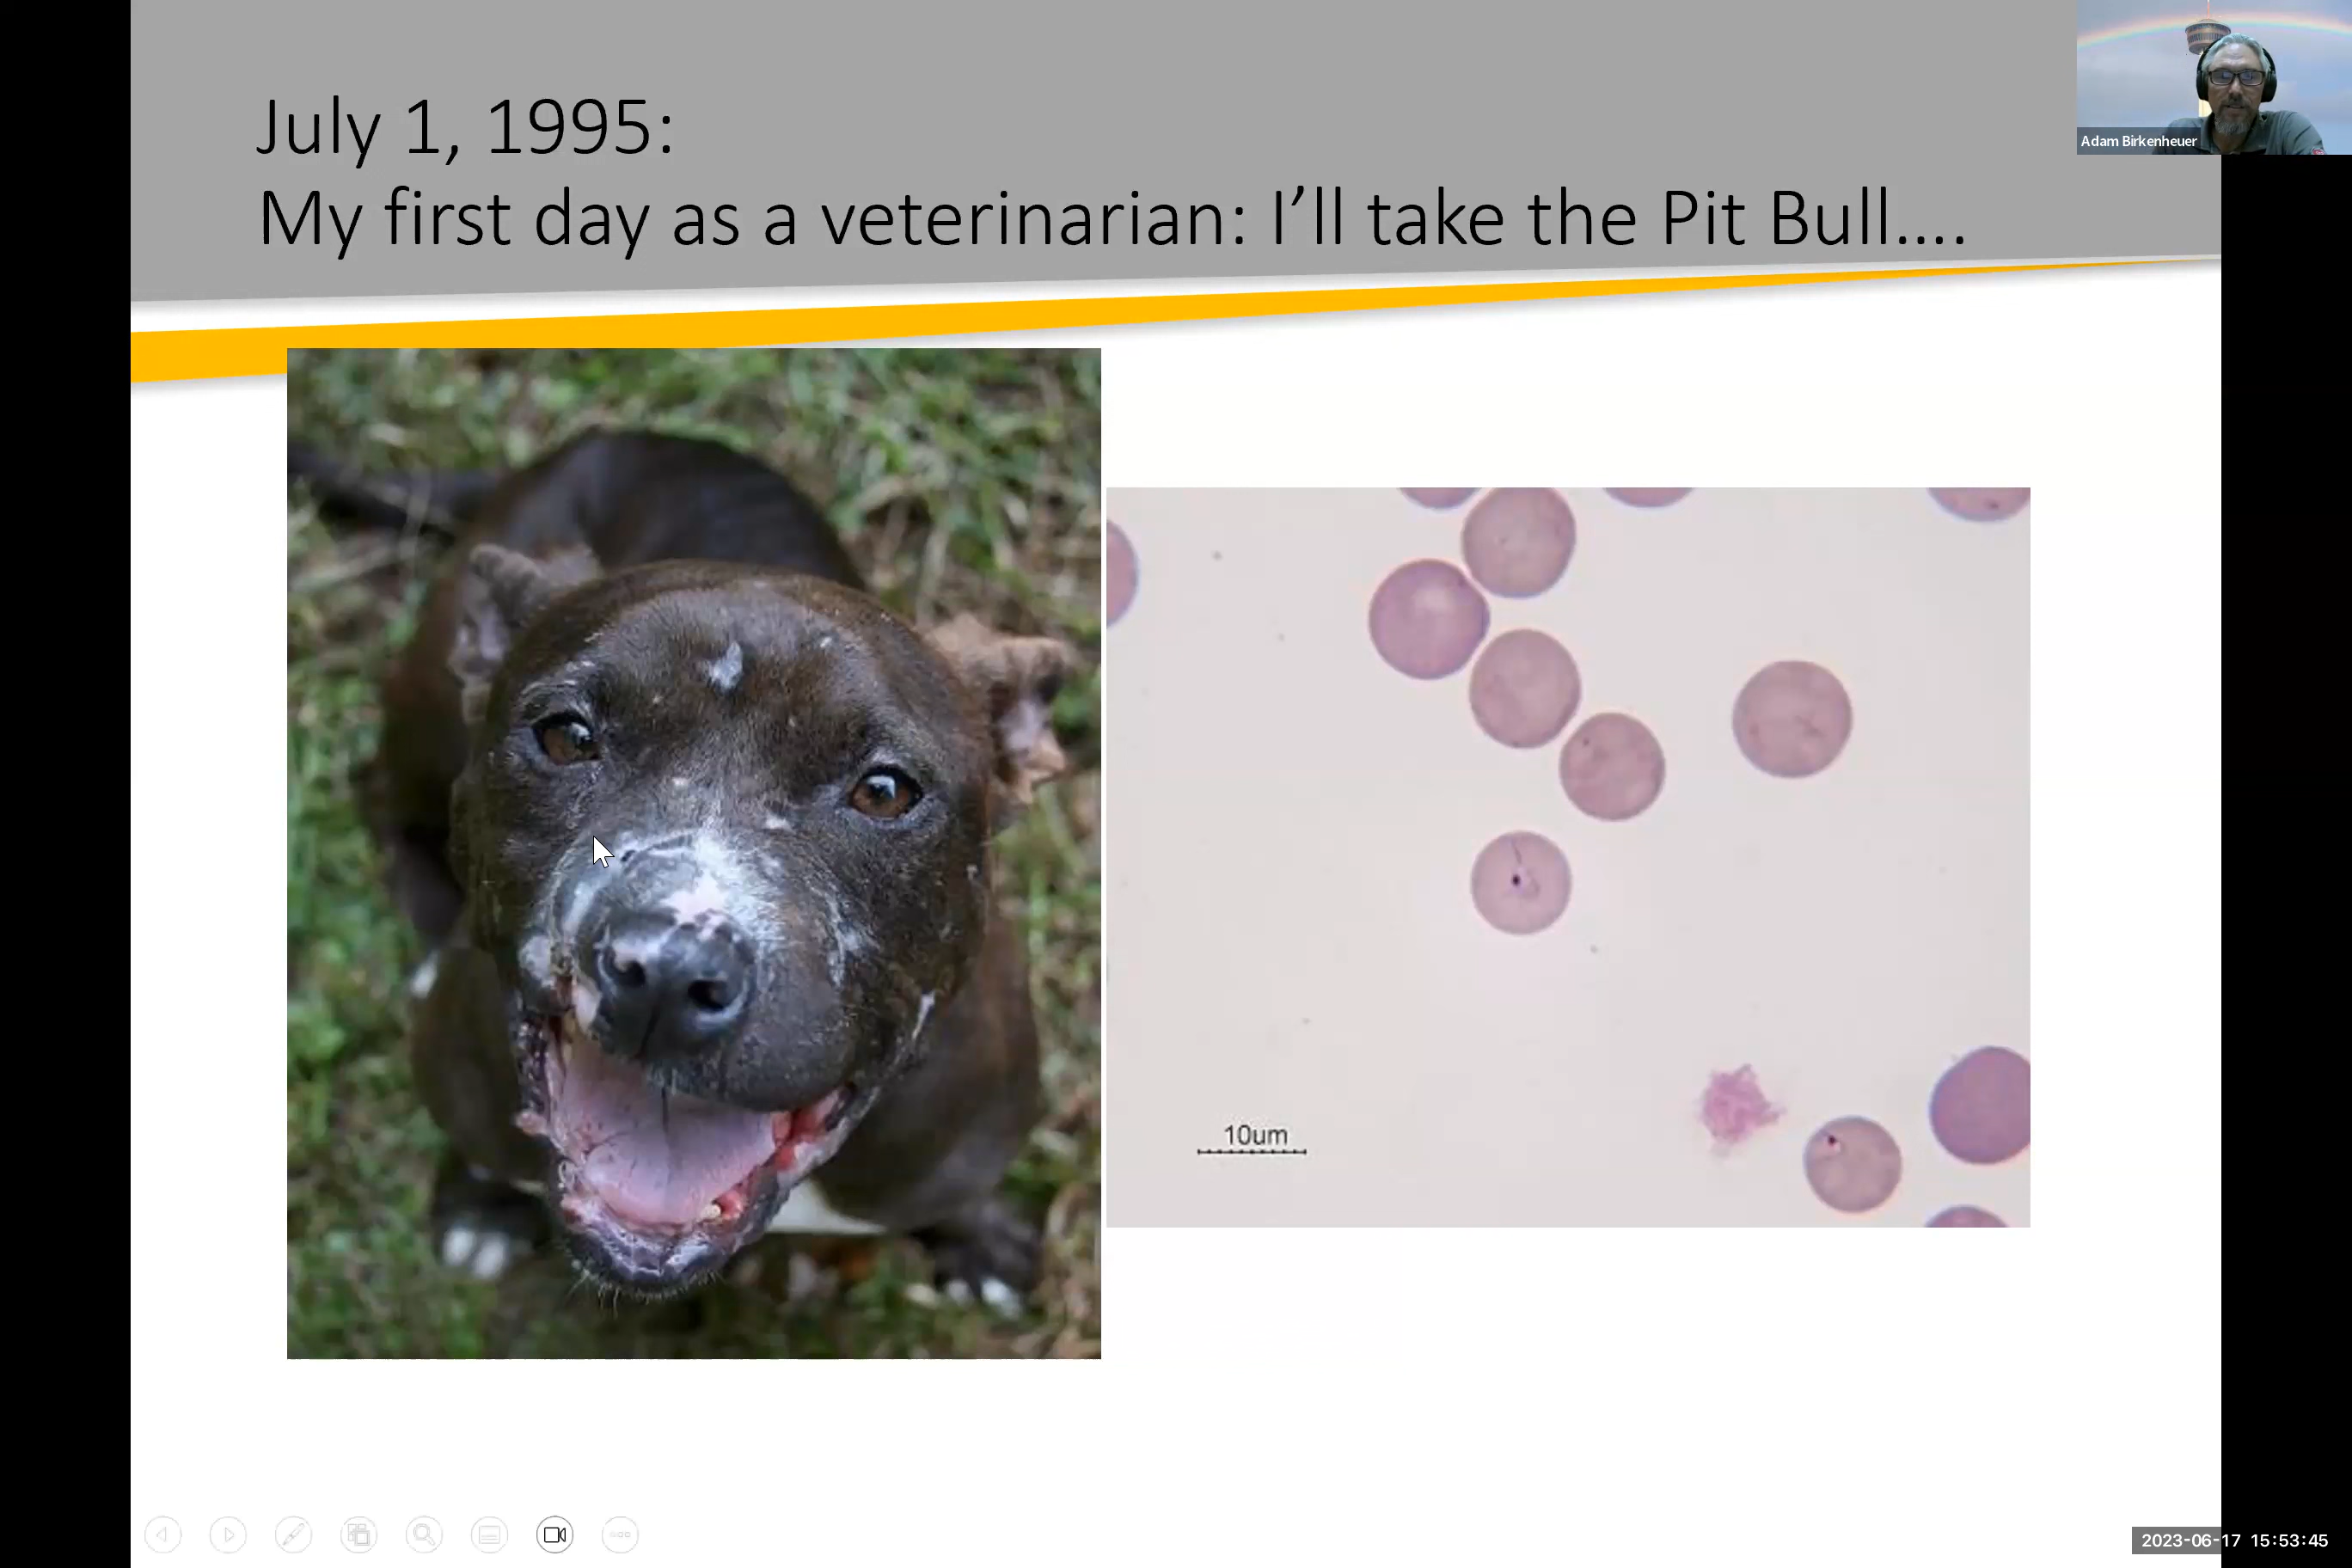 July 1, 1995:
My first day as a veterinarian: I’ll take the Pit Bull….
Adam Birkenheuer
10um
2023-06-17 15:53:45